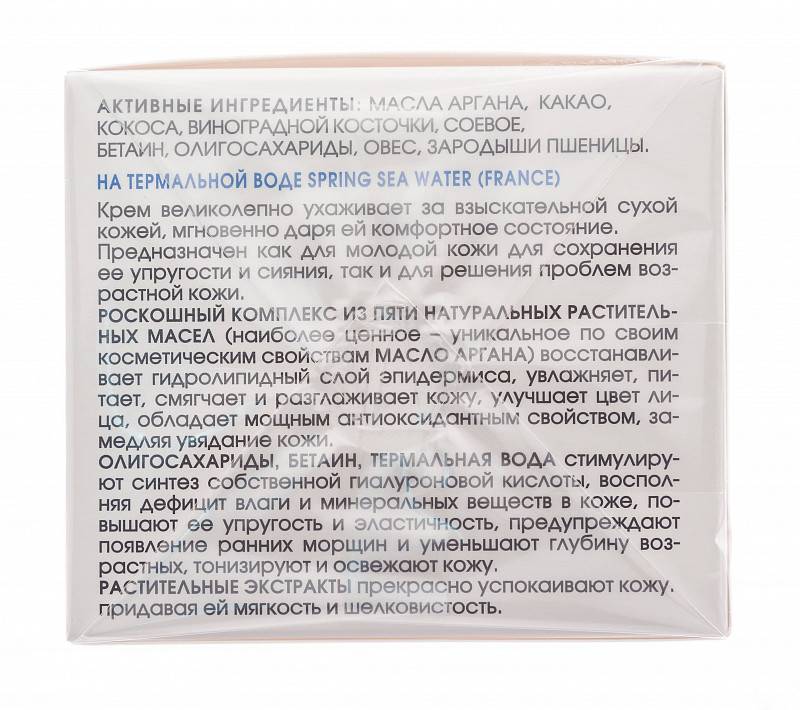 АКТИВНЫЕ ИНГРЕДИЕНТЫ: МАСЛА АРГАНА, КАКАО,
КОКОСА, ВИНОГРАДНОЙ КОСТОЧКИ, СОЕВОЕ,
БЕТАИН, ОЛИГОСАХАРИДЫ, ОВЕС, ЗАРОДЫШИ ПШЕНИЦЫ.
НА ТЕРМАЛЬНОЙ ВОДЕ SPRING SEA WATER (FRANCE)
Крем великолепно ухаживает за взыскательной сухой
кожей, мгновенно даря ей комфортное состояние.
Предназначен как для молодой кожи для сохранения
ее упругости и сияния, так и для решения проблем воз-
растной кожи.
РОСКОШНЫЙ КОМПЛЕКС ИЗ ПЯТИ НАТУРАЛЬНЫХ РАСТИТЕЛЬ-
НЫХ МАСЕЛ (наиболее ценное – уникальное по своим
косметическим свойствам МАСЛО АРГАНА) восстанавли-
вает гидролипидный слой эпидермиса, увлажняет, пи-
тает, смягчает и разглаживает кожу, улучшает цвет ли-
ца, обладает мощным антиоксидантным свойством, за-
медляя увядание кожи.
ОЛИГОСАХАРИДЫ, БЕТАИН, ТЕРМАЛЬНАЯ ВОДА стимулиру-
ют синтез собственной гиалуроновой кислоты, воспол-
няя дефицит влаги и минеральных веществ в коже, по-
вышают ее упругость и эластичность, предупреждают
появление ранних морщин и уменьшают глубину воз-
растных, тонизируют и освежают кожу.
РАСТИТЕЛЬНЫЕ ЭКСТРАКТЫ прекрасно успокаивают кожу,
придавая ей мягкость и шелковистость.